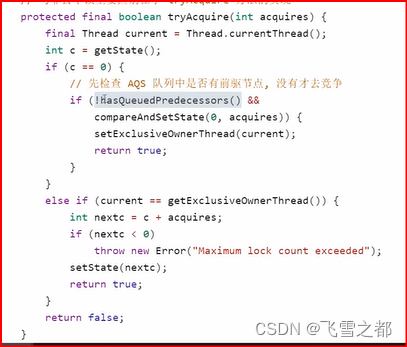 protected final boolean tryAcquire(int acquires) {
final Thread current = Thread.currentThread();
int c = getState();
if (c == 0) {
// 先检查 AQS 队列中是否有前驱节点, 没有才去竞争
if (!hasQueuedPredecessors() &&
compareAndSetState(0, acquires)) {
setExclusiveOwnerThread(current);
return true;
}
}
else if (current == getExclusiveOwnerThread()) {
int nextc = c + acquires;
if (nextc < 0)
throw new Error("Maximum lock count exceeded");
setState(nextc);
return true;
}
return false;
}
CSDN @飞雪之都